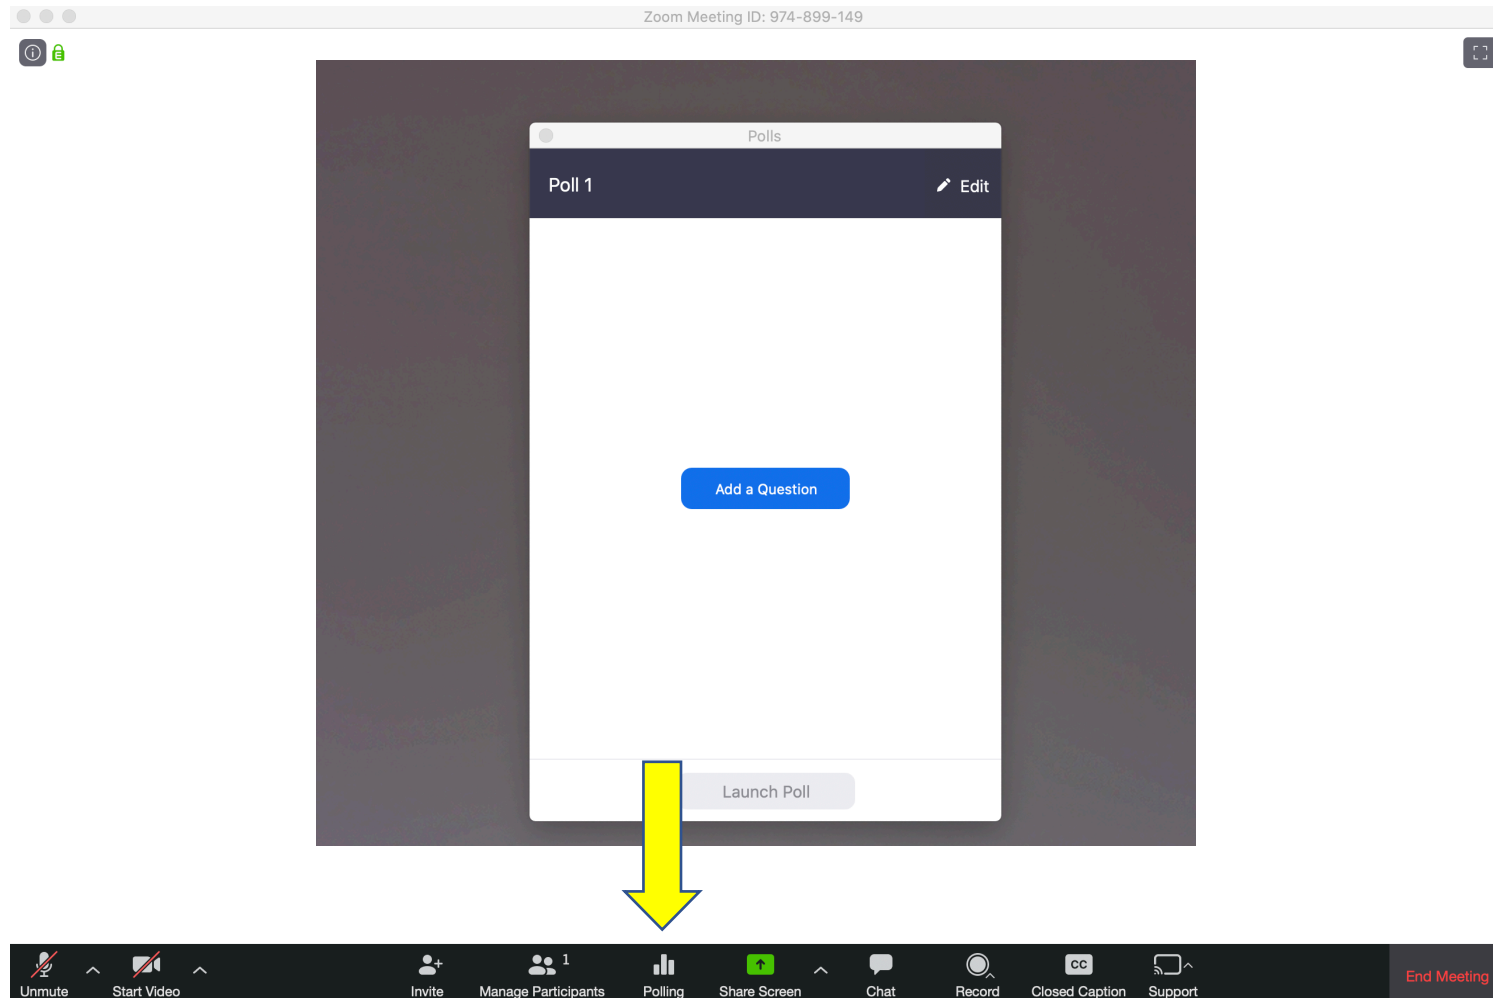 Zoom Meeting ID: 974-899-149
Polls
Poll 1
Edit
Add a Question
Launch Poll
1
CC
Unmute Start Video Invite Manage Participants Polling Share Screen Chat Record Closed Caption Support End Meeting